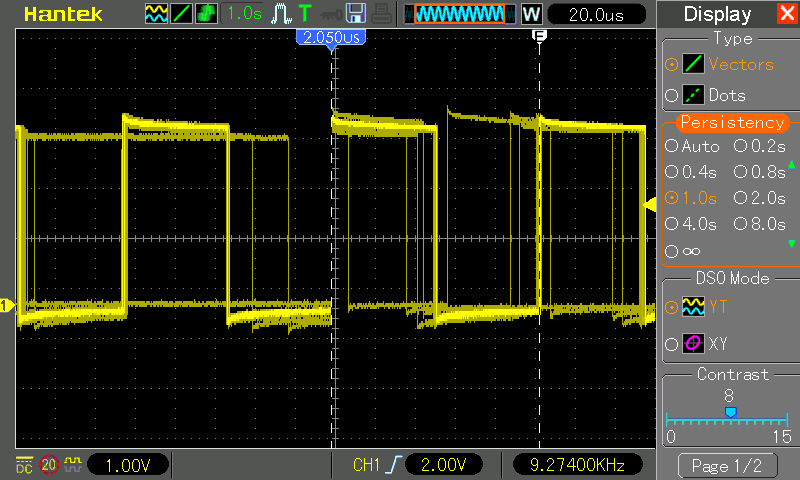 Hantek 1.0s T W 20.0us Display
2.050us
F
Type
Vectors
Dots
Persistency
Auto 0.2s
0.4s 0.8s
1.0s 2.0s
4.0s 8.0s
∞
DSO Mode
YT
XY
Contrast
8
0 15
1
DC 20 1.00V CH1 2.00V 9.27400KHz Page 1/2